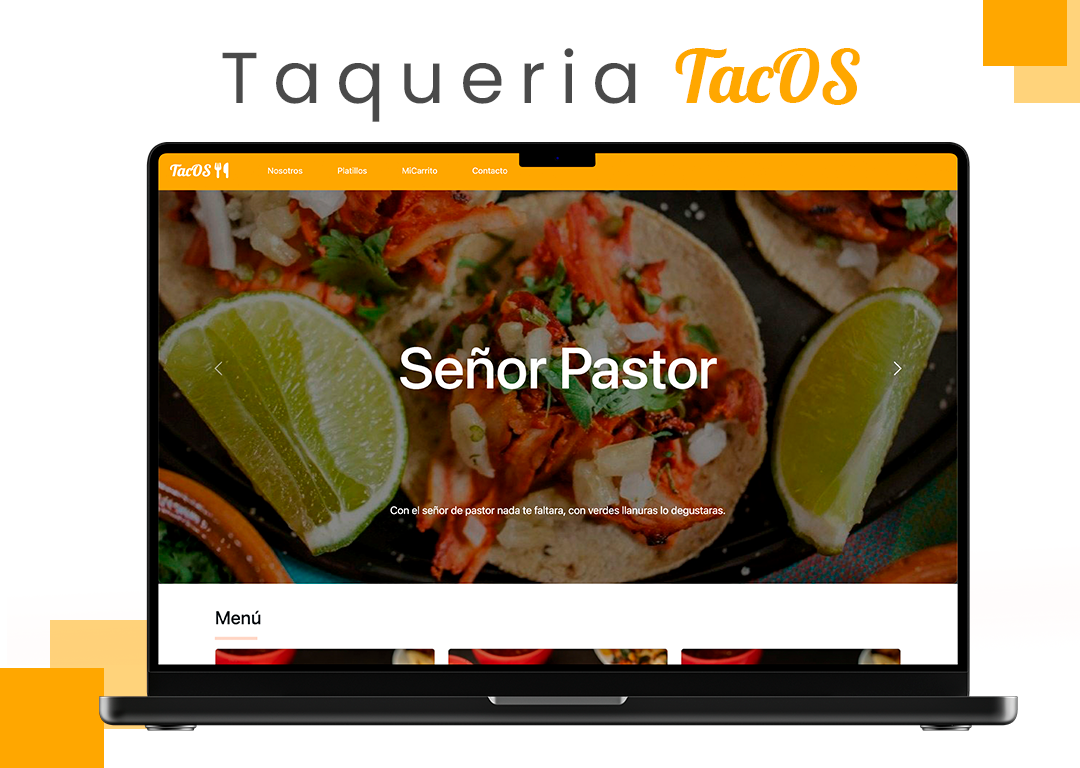 Taqueria TacOS
TacOS
Nosotros Platillos MiCarrito Contacto
Señor Pastor
Con el señor de pastor nada te faltara, con verdes llanuras lo degustaras.
Menú